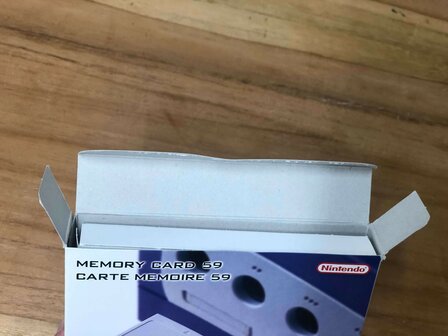 MEMORY CARD 59
CARTE MEMOIRE 59
Nintendo